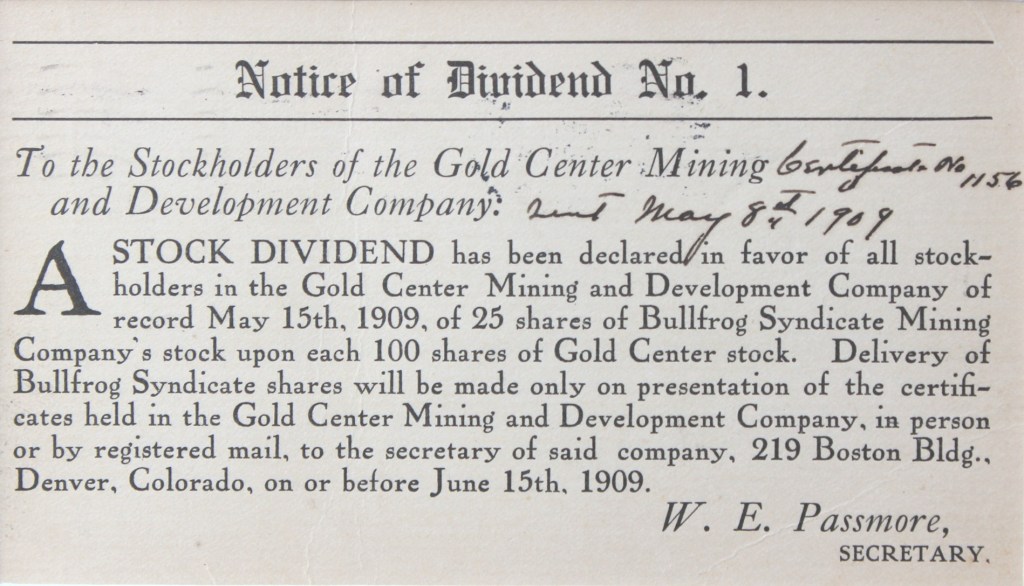 Notice of Dividend No. 1.
To the Stockholders of the Gold Center Mining Certificate No 1156
and Development Company: sent May 8th 1909
A STOCK DIVIDEND has been declared in favor of all stock-
holders in the Gold Center Mining and Development Company of
record May 15th, 1909, of 25 shares of Bullfrog Syndicate Mining
Company's stock upon each 100 shares of Gold Center stock. Delivery of
Bullfrog Syndicate shares will be made only on presentation of the certifi-
cates held in the Gold Center Mining and Development Company, in person
or by registered mail, to the secretary of said company, 219 Boston Bldg.,
Denver, Colorado, on or before June 15th, 1909.
W. E. Passmore,
SECRETARY.